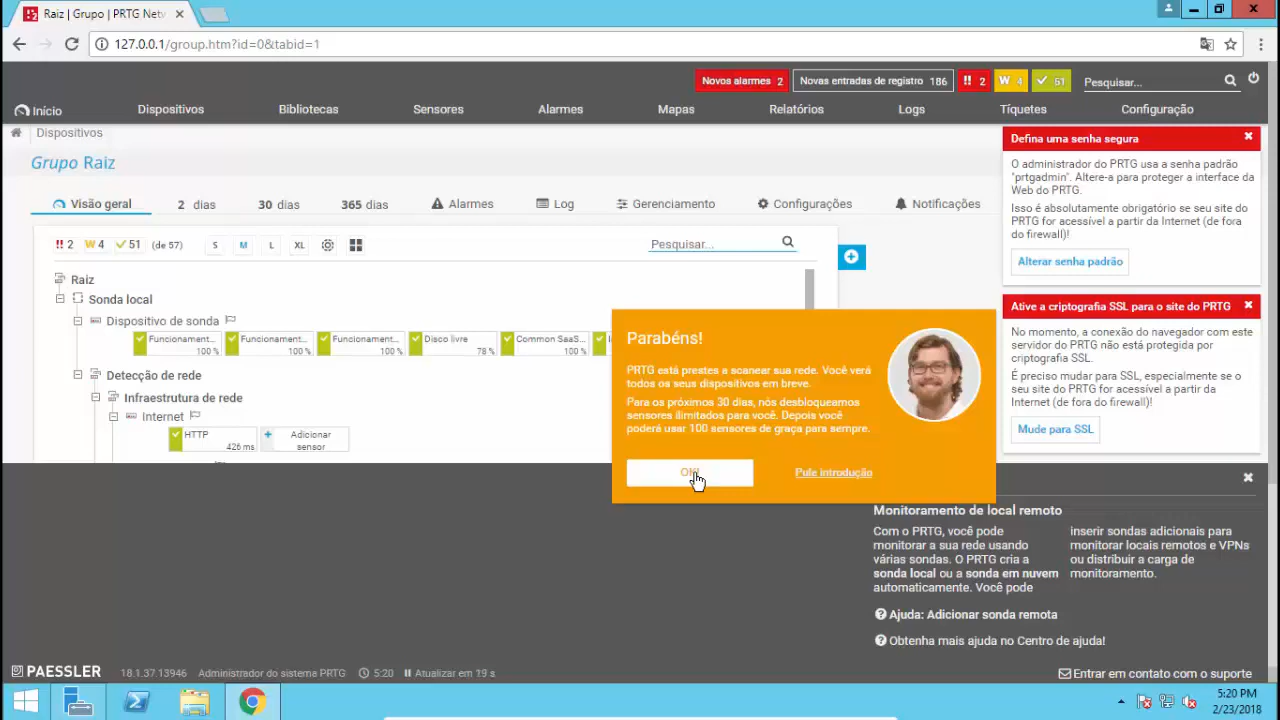 Raiz | Grupo | PRTG Netw
127.0.0.1/group.htm?id=0&tabid=1
Novos alarmes 2
Novas entradas de registro 186
!! 2
W 4
51
Pesquisar...
Início
Dispositivos
Bibliotecas
Sensores
Alarmes
Mapas
Relatórios
Logs
Tíquetes
Configuração
Dispositivos
Grupo Raiz
Visão geral
2 dias
30 dias
365 dias
Alarmes
Log
Gerenciamento
Configurações
Notificações
!! 2 W 4 51 (de 57)
S
M
L
XL
Pesquisar...
Raiz
Sonda local
Dispositivo de sonda
Funcionament...
100 %
Funcionament...
100 %
Funcionament...
100 %
Disco livre
78 %
Common SaaS...
100 %
Detecção de rede
Infraestrutura de rede
Internet
HTTP
426 ms
Adicionar
sensor
Defina uma senha segura
O administrador do PRTG usa a senha padrão
"prtgadmin". Altere-a para proteger a interface da
Web do PRTG.
Isso é absolutamente obrigatório se seu site do
PRTG for acessível a partir da Internet (de fora
do firewall)!
Alterar senha padrão
Ative a criptografia SSL para o site do PRTG
No momento, a conexão do navegador com este
servidor do PRTG não está protegida por
criptografia SSL.
É preciso mudar para SSL, especialmente se o
seu site do PRTG for acessível a partir da
Internet (de fora do firewall)!
Mude para SSL
Parabéns!
PRTG está prestes a scanear sua rede. Você verá
todos os seus dispositivos em breve.
Para os próximos 30 dias, nós desbloqueamos
sensores ilimitados para você. Depois você
poderá usar 100 sensores de graça para sempre.
Pule introdução
Monitoramento de local remoto
Com o PRTG, você pode
monitorar a sua rede usando
várias sondas. O PRTG cria a
sonda local ou a sonda em nuvem
automaticamente. Você pode
inserir sondas adicionais para
monitorar locais remotos e VPNs
ou distribuir a carga de
monitoramento.
Ajuda: Adicionar sonda remota
Obtenha mais ajuda no Centro de ajuda!
PAESSLER
18.1.37.13946
Administrador do sistema PRTG
5:20
Atualizar em 19 s
Entrar em contato com o suporte
5:20 PM
2/23/2018